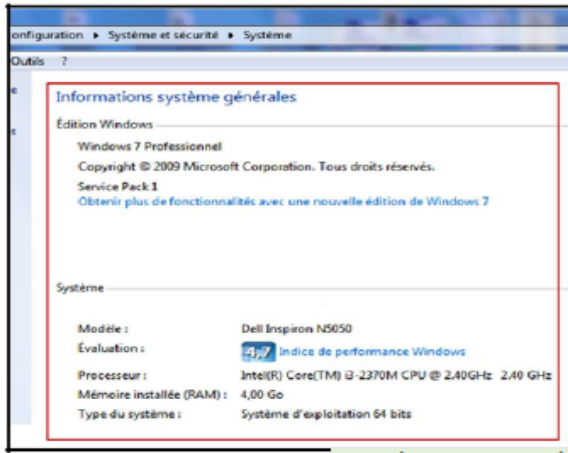 onfiguration ▸ Système et sécurité ▸ Système
Outils ?
Informations système générales
Édition Windows
Windows 7 Professionnel
Copyright © 2009 Microsoft Corporation. Tous droits réservés.
Service Pack 1
Obtenir plus de fonctionnalités avec une nouvelle édition de Windows 7
Système
Modèle : Dell Inspiron N5050
Évaluation : 4,7 Indice de performance Windows
Processeur : Intel(R) Core(TM) i3-2370M CPU @ 2.40GHz 2.40 GHz
Mémoire installée (RAM) : 4,00 Go
Type du système : Système d'exploitation 64 bits